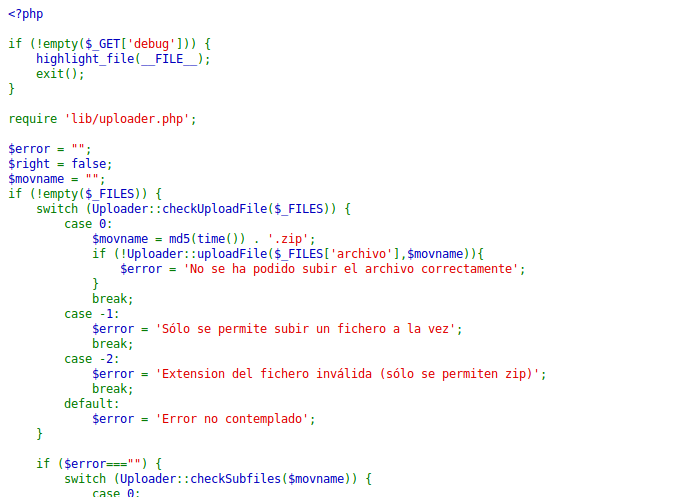 <?php

if (!empty($_GET['debug'])) {
    highlight_file(__FILE__);
    exit();
}

require 'lib/uploader.php';

$error = "";
$right = false;
$movname = "";
if (!empty($_FILES)) {
    switch (Uploader::checkUploadFile($_FILES)) {
        case 0:
            $movname = md5(time()) . '.zip';
            if (!Uploader::uploadFile($_FILES['archivo'],$movname)){
                $error = 'No se ha podido subir el archivo correctamente';
            }
            break;
        case -1:
            $error = 'Sólo se permite subir un fichero a la vez';
            break;
        case -2:
            $error = 'Extension del fichero inválida (sólo se permiten zip)';
            break;
        default:
            $error = 'Error no contemplado';
    }

    if ($error==="") {
        switch (Uploader::checkSubfiles($movname)) {
            case 0: